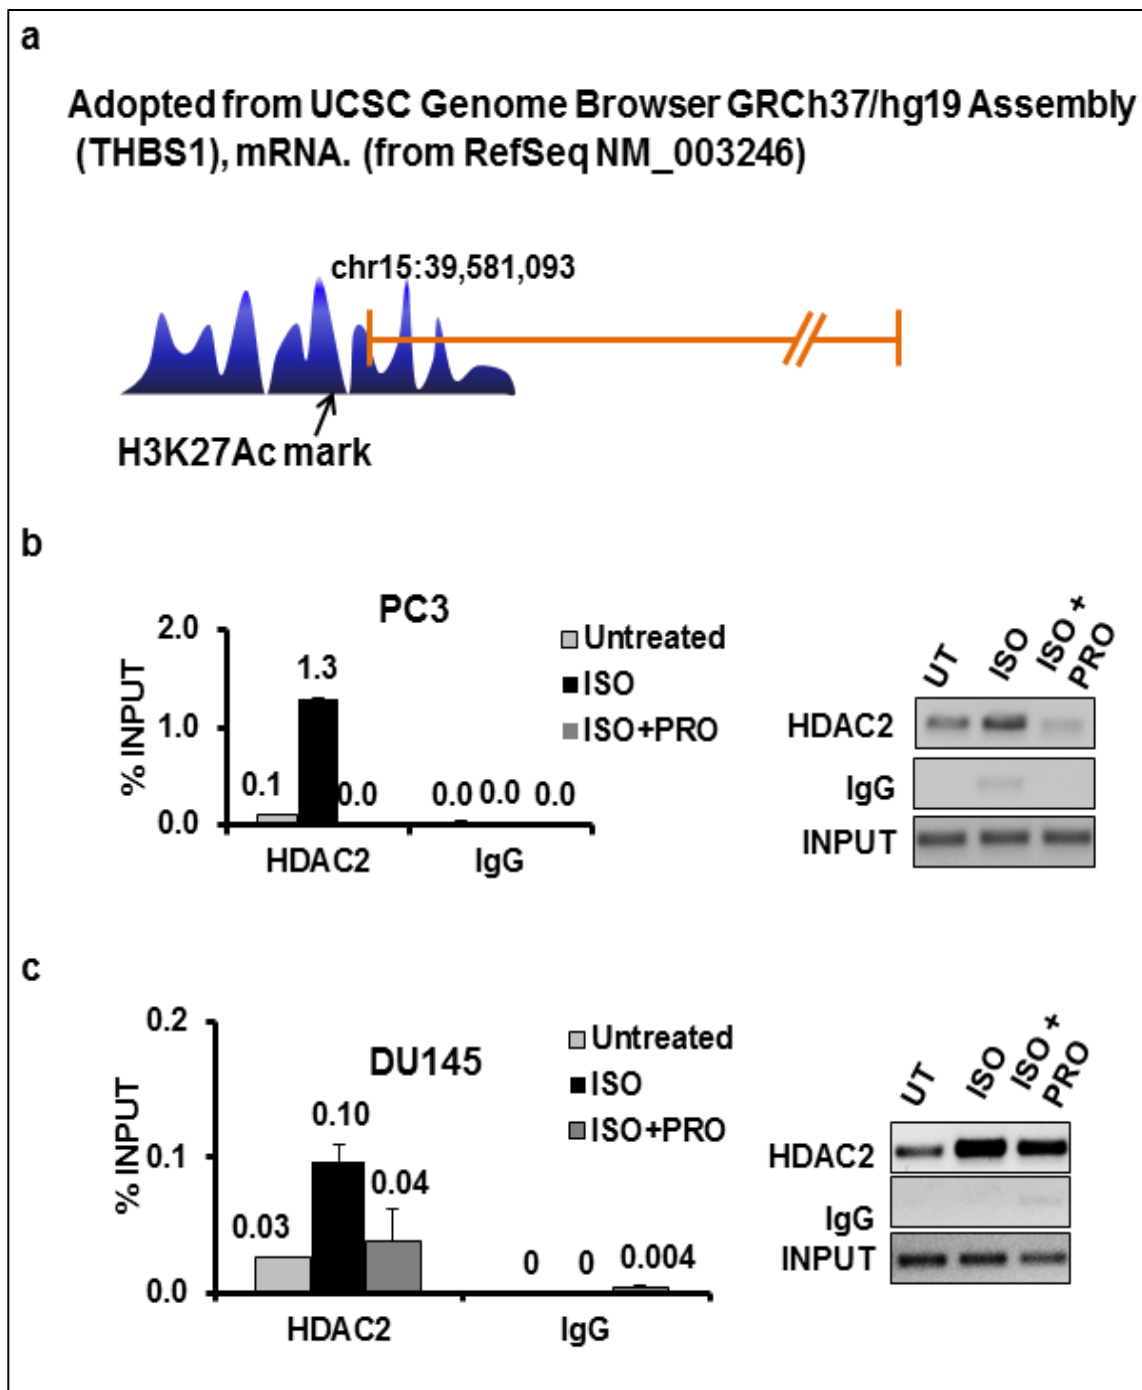 a
Adopted from UCSC Genome Browser GRCh37/hg19 Assembly
(THBS1), mRNA. (from RefSeq NM_003246)
chr15:39,581,093
H3K27Ac mark
b
PC3
% INPUT
2.0
1.0
0.0
0.1
1.3
0.0
0.0
0.0
0.0
HDAC2
IgG
Untreated
ISO
ISO+PRO
UT
ISO
ISO +
PRO
HDAC2
IgG
INPUT
c
DU145
% INPUT
0.2
0.1
0.0
0.03
0.10
0.04
0
0
0.004
HDAC2
IgG
Untreated
ISO
ISO+PRO
UT
ISO
ISO +
PRO
HDAC2
IgG
INPUT